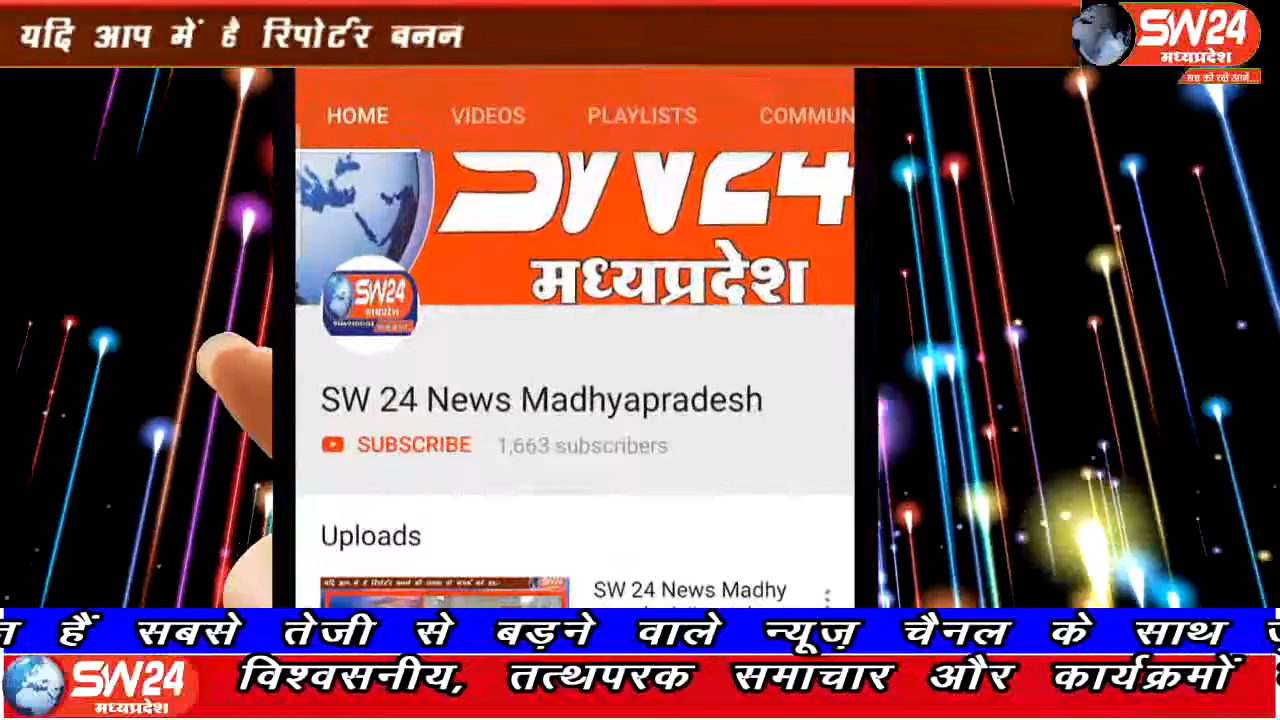 यदि आप में है रिपोर्टर बनन
SW24
मध्यप्रदेश
HOME VIDEOS PLAYLISTS COMMUN
SW24
मध्यप्रदेश
SW24
SW 24 News Madhyapradesh
SUBSCRIBE 1,663 subscribers
Uploads
SW 24 News Madhy
हैं सबसे तेजी से बड़ने वाले न्यूज़ चैनल के साथ
SW24
मध्यप्रदेश
विश्वसनीय, तत्थपरक समाचार और कार्यक्रमों